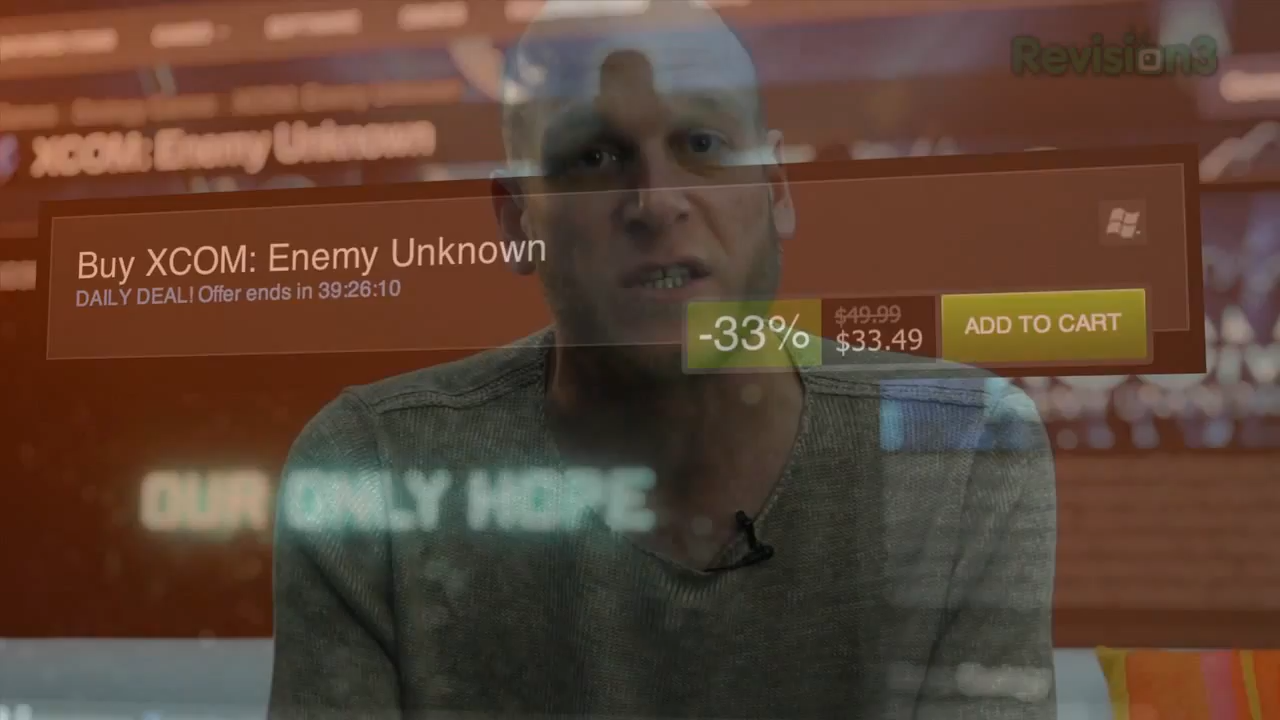 Revision3
XCOM: Enemy Unknown
Buy XCOM: Enemy Unknown
DAILY DEAL! Offer ends in 39:26:10
-33%
$49.99
$33.49
ADD TO CART
OUR ONLY HOPE